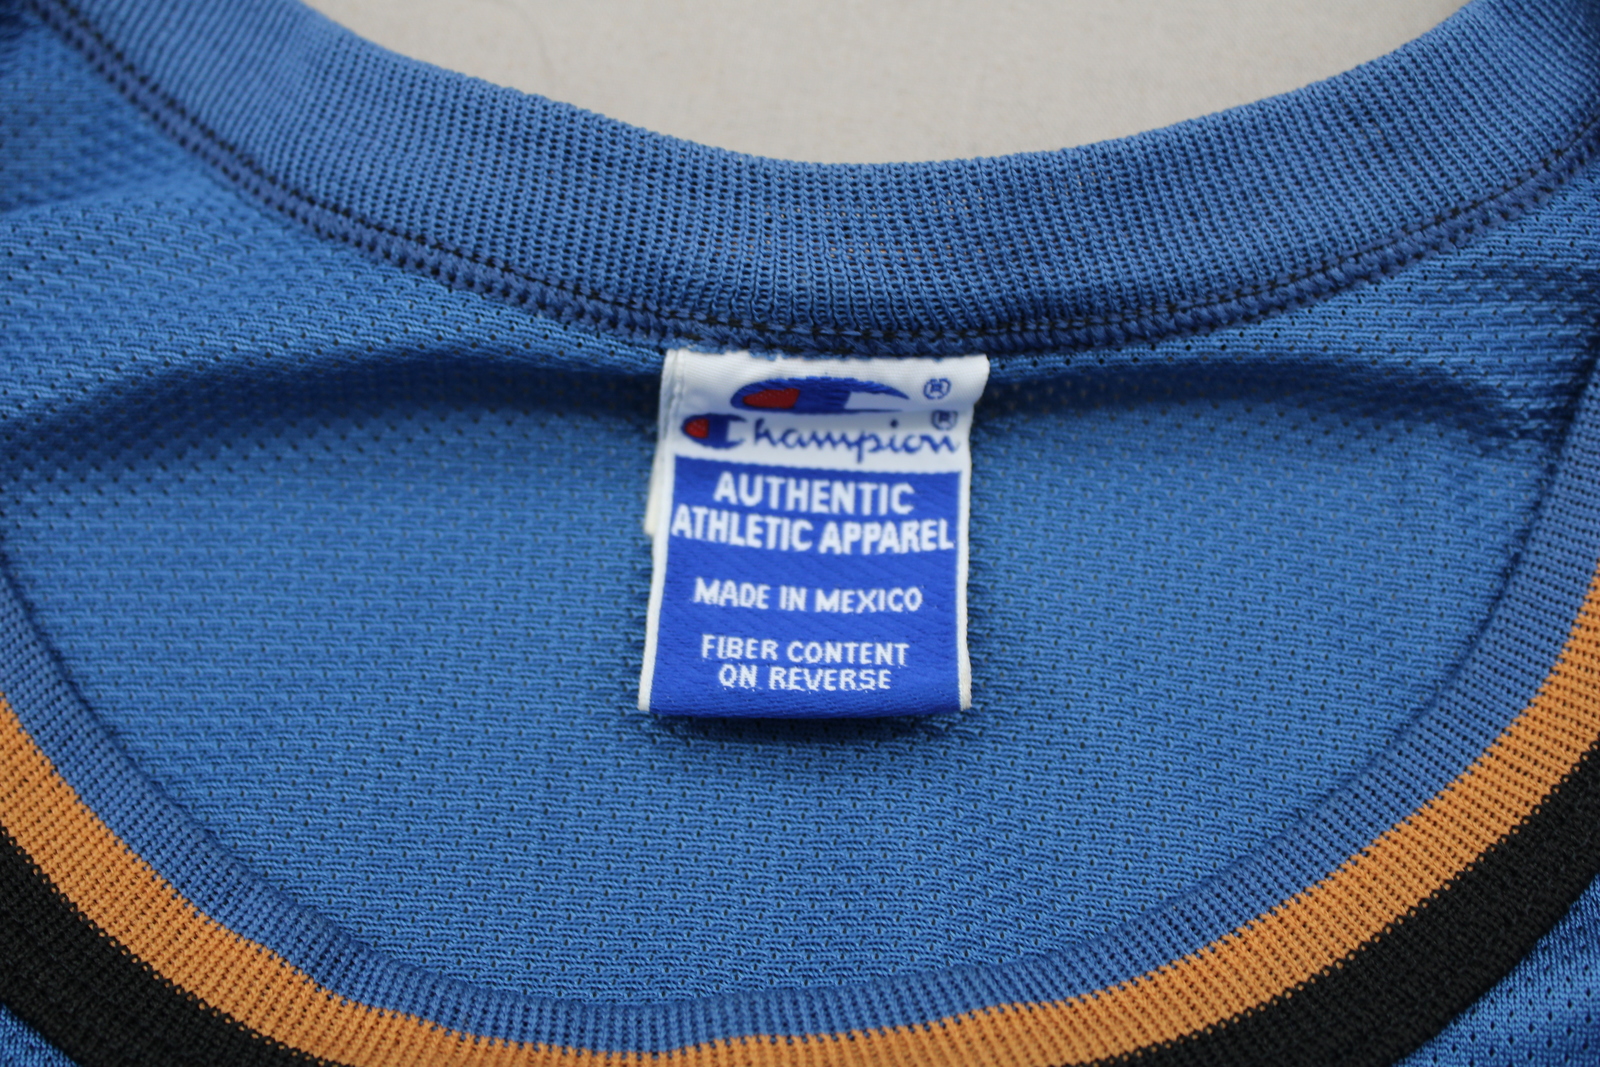 ®
Champion®
AUTHENTIC
ATHLETIC APPAREL
MADE IN MEXICO
FIBER CONTENT
ON REVERSE